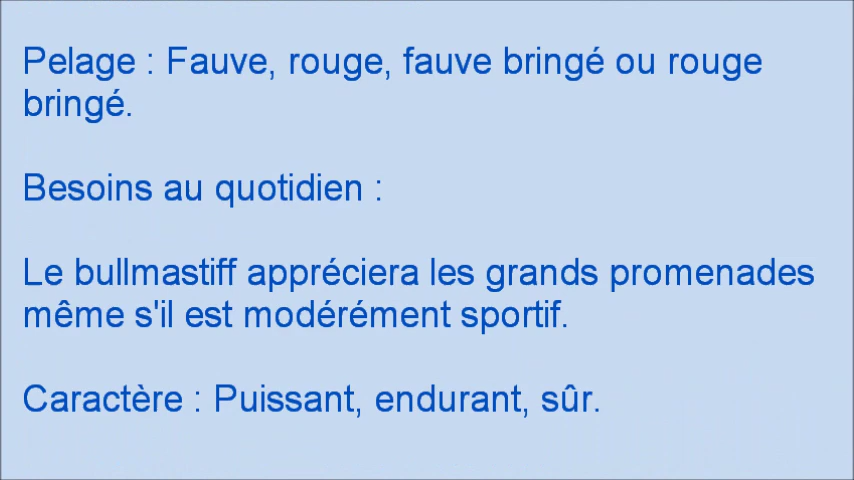 Pelage : Fauve, rouge, fauve bringé ou rouge
bringé.
Besoins au quotidien :
Le bullmastiff appréciera les grands promenades
même s'il est modérément sportif.
Caractère : Puissant, endurant, sûr.